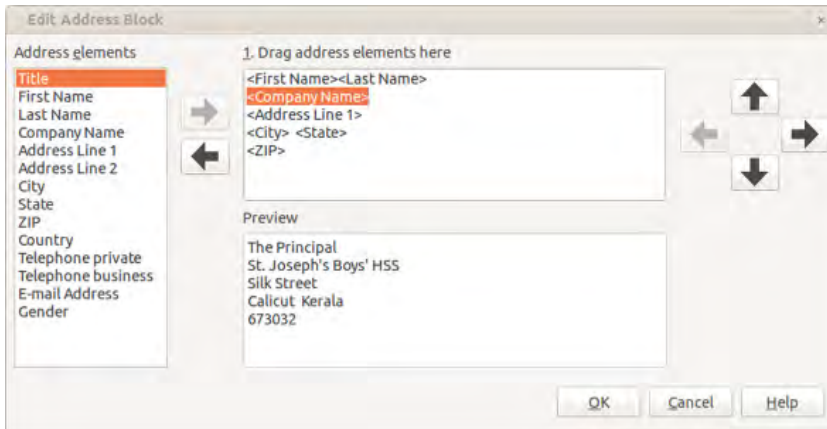 Edit Address Block
×
Address elements
Title
First Name
Last Name
Company Name
Address Line 1
Address Line 2
City
State
ZIP
Country
Telephone private
Telephone business
E-mail Address
Gender
1. Drag address elements here
<First Name><Last Name>
<Company Name>
<Address Line 1>
<City> <State>
<ZIP>
Preview
The Principal
St. Joseph's Boys' HSS
Silk Street
Calicut Kerala
673032
OK Cancel Help